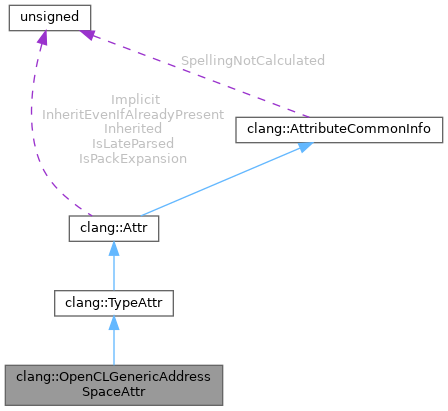 unsigned
SpellingNotCalculated
Implicit
InheritEvenIfAlreadyPresent
Inherited
IsLateParsed
IsPackExpansion
clang::AttributeCommonInfo
clang::Attr
clang::TypeAttr
clang::OpenCLGenericAddress
SpaceAttr